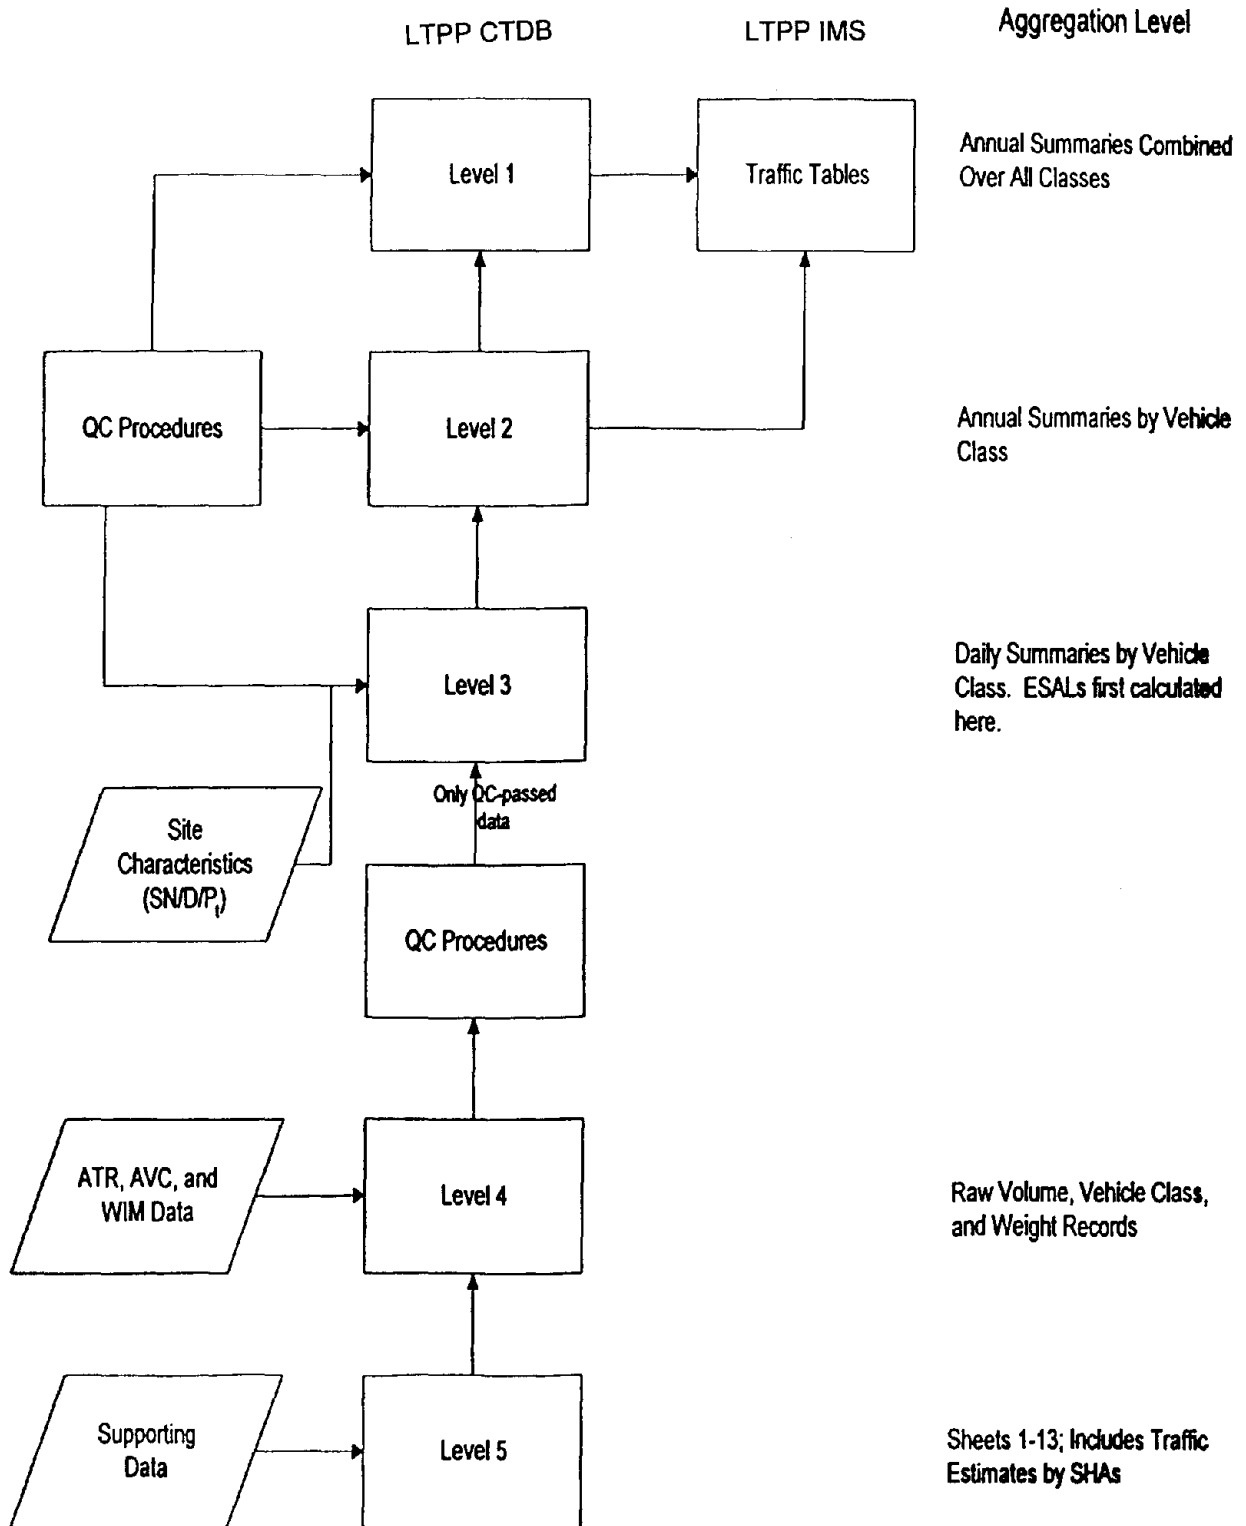 LTPP CTDB
LTPP IMS
Aggregation Level
Level 1
Traffic Tables
Annual Summaries Combined
Over All Classes
QC Procedures
Level 2
Annual Summaries by Vehicle
Class
Level 3
Daily Summaries by Vehicle
Class. ESALs first calculated
here.
Only QC-passed
data
Site
Characteristics
(SN/D/Pt)
QC Procedures
ATR, AVC, and
WIM Data
Level 4
Raw Volume, Vehicle Class,
and Weight Records
Supporting
Data
Level 5
Sheets 1-13; Includes Traffic
Estimates by SHAs